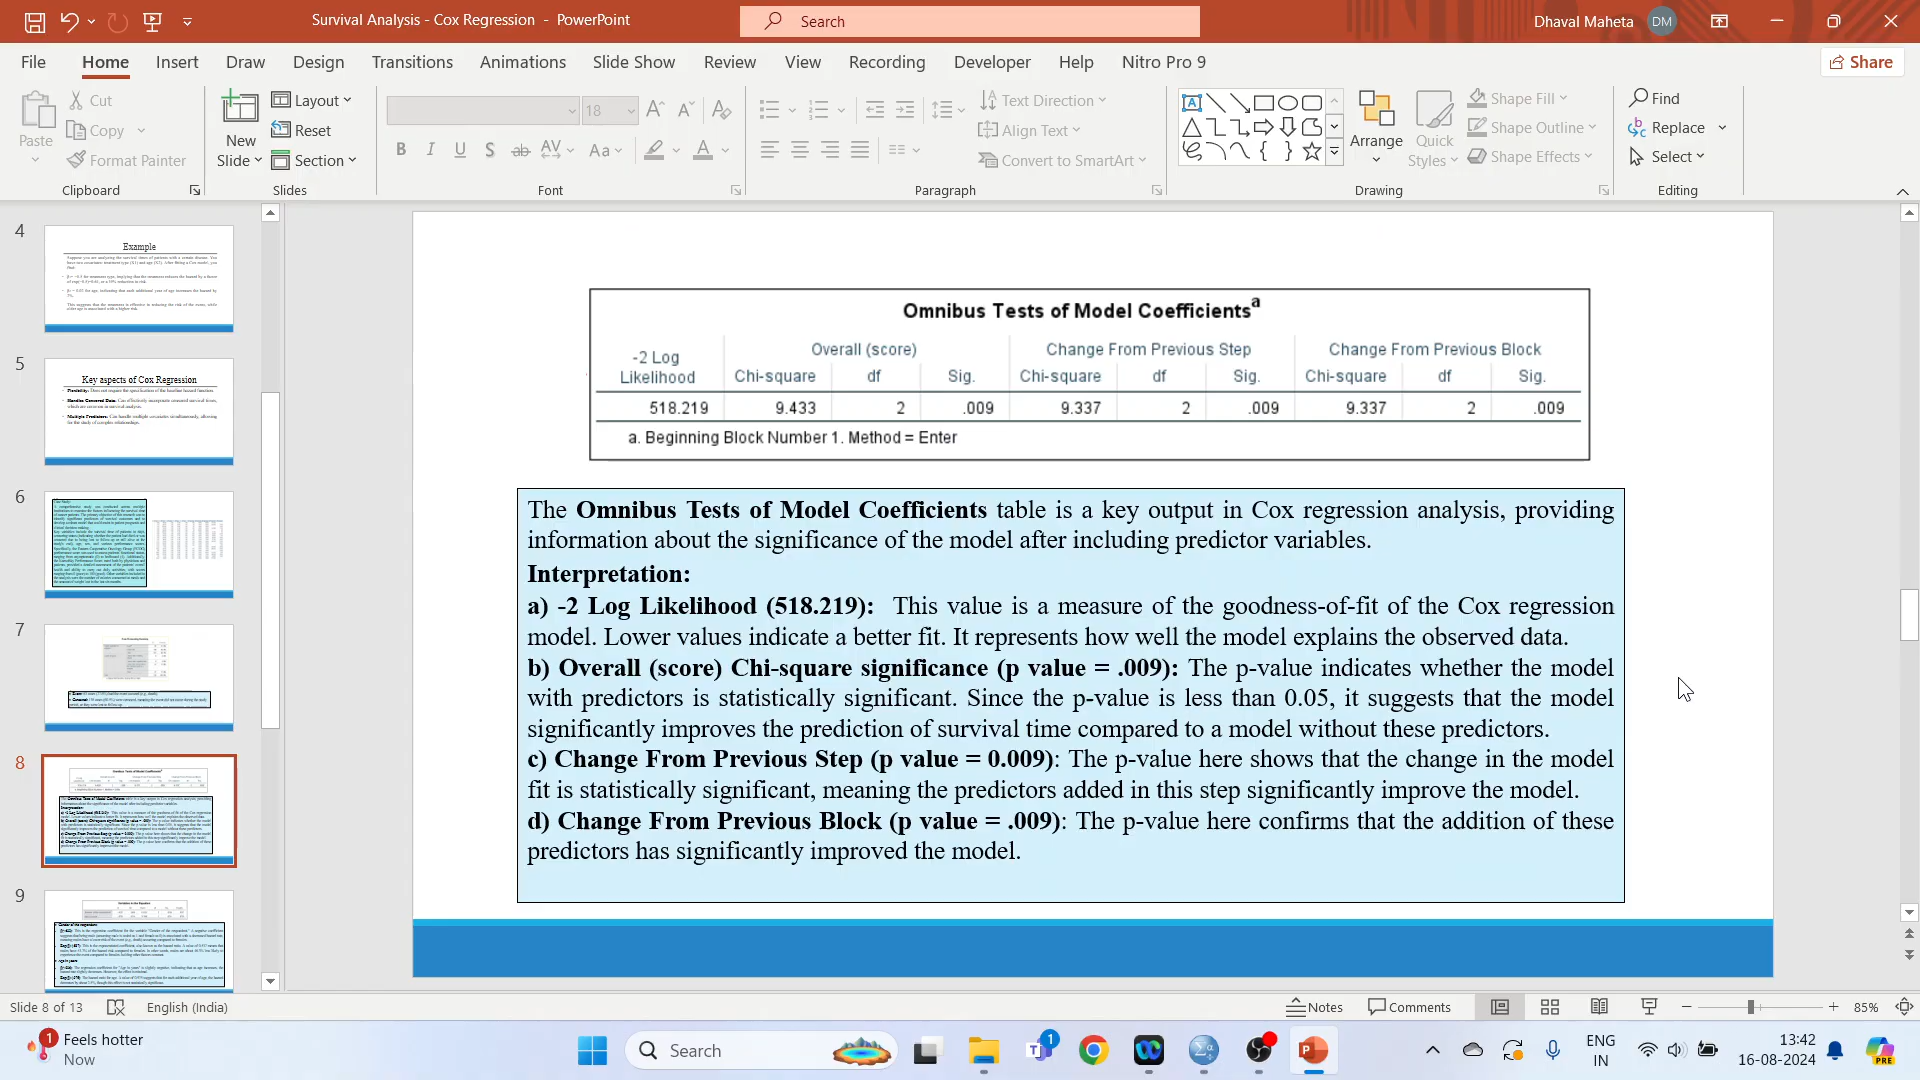 Survival Analysis - Cox Regression - PowerPoint
Search
Dhaval Maheta
DM
File
Home
Insert
Draw
Design
Transitions
Animations
Slide Show
Review
View
Recording
Developer
Help
Nitro Pro 9
Share
Paste
Cut
Copy
Format Painter
Clipboard
New
Slide
Layout
Reset
Section
Slides
18
Font
Text Direction
Align Text
Convert to SmartArt
Paragraph
Arrange
Quick
Styles
Shape Fill
Shape Outline
Shape Effects
Drawing
Find
Replace
Select
Editing
4
Example
5
Key aspects of Cox Regression
6
7
8
9
Omnibus Tests of Model Coefficientsa
-2 Log Likelihood
Overall (score)
Change From Previous Step
Change From Previous Block
Chi-square df Sig. Chi-square df Sig. Chi-square df Sig.
518.219 9.433 2 .009 9.337 2 .009 9.337 2 .009
a. Beginning Block Number 1. Method = Enter
The Omnibus Tests of Model Coefficients table is a key output in Cox regression analysis, providing
information about the significance of the model after including predictor variables.
Interpretation:
a) -2 Log Likelihood (518.219): This value is a measure of the goodness-of-fit of the Cox regression
model. Lower values indicate a better fit. It represents how well the model explains the observed data.
b) Overall (score) Chi-square significance (p value = .009): The p-value indicates whether the model
with predictors is statistically significant. Since the p-value is less than 0.05, it suggests that the model
significantly improves the prediction of survival time compared to a model without these predictors.
c) Change From Previous Step (p value = 0.009): The p-value here shows that the change in the model
fit is statistically significant, meaning the predictors added in this step significantly improve the model.
d) Change From Previous Block (p value = .009): The p-value here confirms that the addition of these
predictors has significantly improved the model.
Slide 8 of 13
English (India)
Notes
Comments
85%
1
Feels hotter
Now
Search
1
ENG
IN
13:42
16-08-2024
PRE